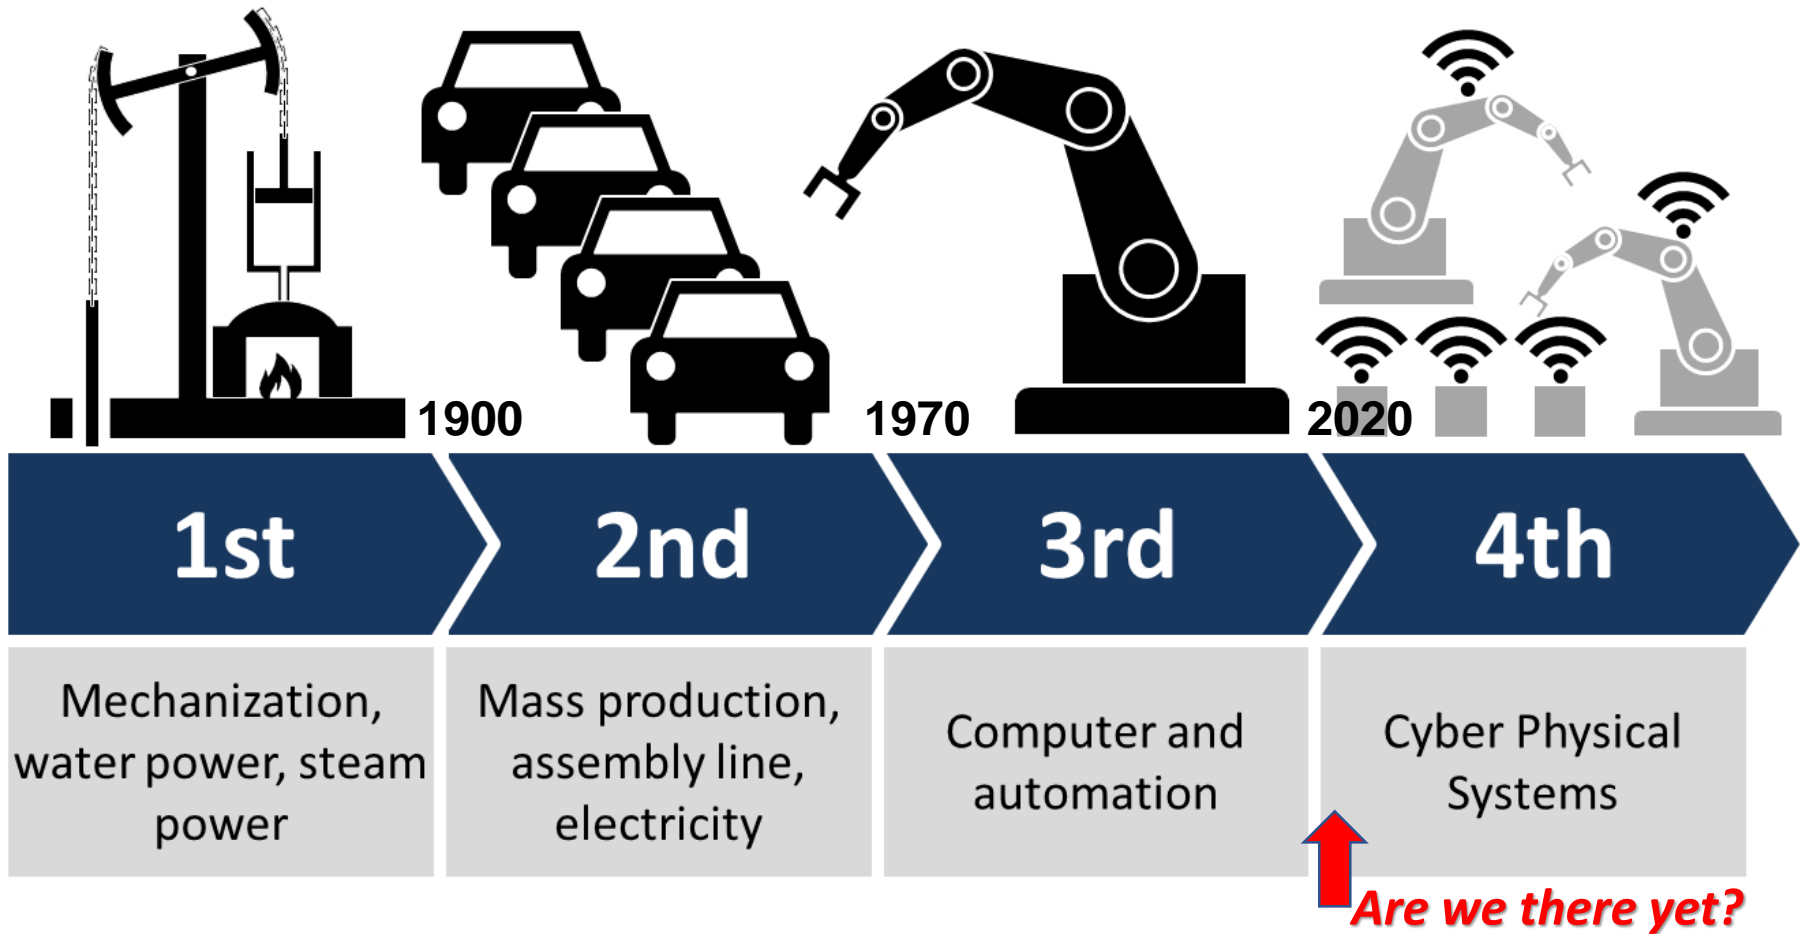 1900
1970
2020
1st
2nd
3rd
4th
Mechanization,
water power, steam
power
Mass production,
assembly line,
electricity
Computer and
automation
Cyber Physical
Systems
Are we there yet?